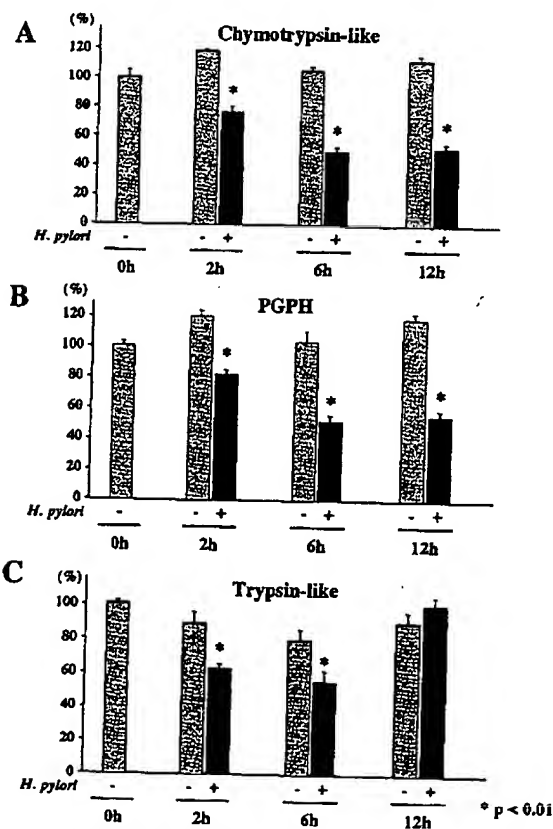 A
(%)
Chymotrypsin-like
120
100
80
60
40
20
0
* * *
H. pylori - - + - + - +
0h 2h 6h 12h
B
(%)
PGPH
120
100
80
60
40
20
0
* * *
H. pylori - - + - + - +
0h 2h 6h 12h
C
(%)
Trypsin-like
100
80
60
40
20
0
* *
H. pylori - - + - + - +
0h 2h 6h 12h
* p < 0.01